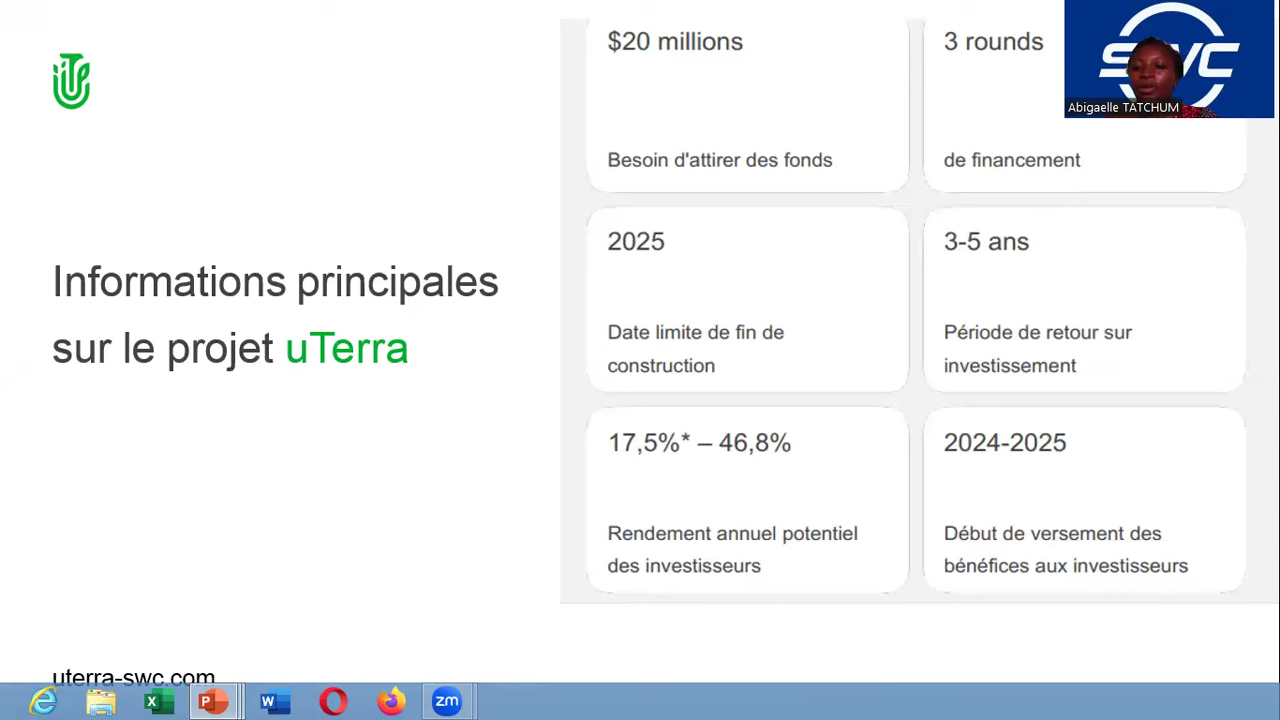 Informations principales
sur le projet uTerra
$20 millions
Besoin d'attirer des fonds
3 rounds
de financement
2025
Date limite de fin de
construction
3-5 ans
Période de retour sur
investissement
17,5%* – 46,8%
Rendement annuel potentiel
des investisseurs
2024-2025
Début de versement des
bénéfices aux investisseurs
SWC
Abigaelle TATCHUM
uterra-swc.com
zm